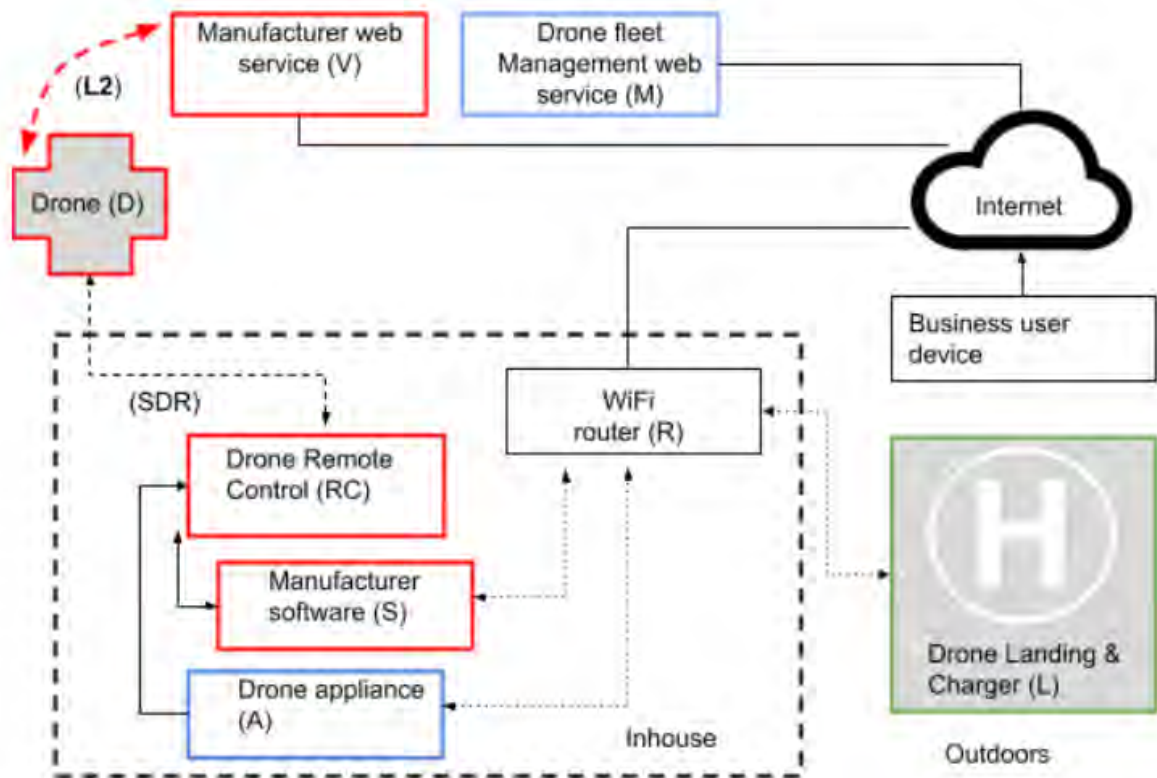 Manufacturer web
service (V)
Drone fleet
Management web
service (M)
(L2)
Drone (D)
Internet
Business user
device
(SDR)
WiFi
router (R)
Drone Remote
Control (RC)
Manufacturer
software (S)
Drone appliance
(A)
Inhouse
H
Drone Landing &
Charger (L)
Outdoors